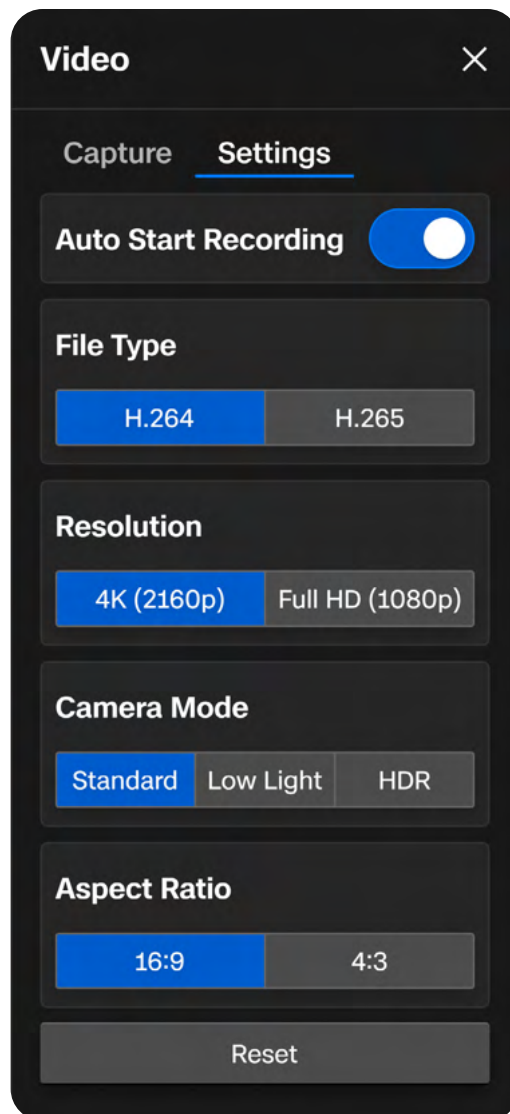 Video
Capture Settings
Auto Start Recording
File Type
H.264 H.265
Resolution
4K (2160p) Full HD (1080p)
Camera Mode
Standard Low Light HDR
Aspect Ratio
16:9 4:3
Reset